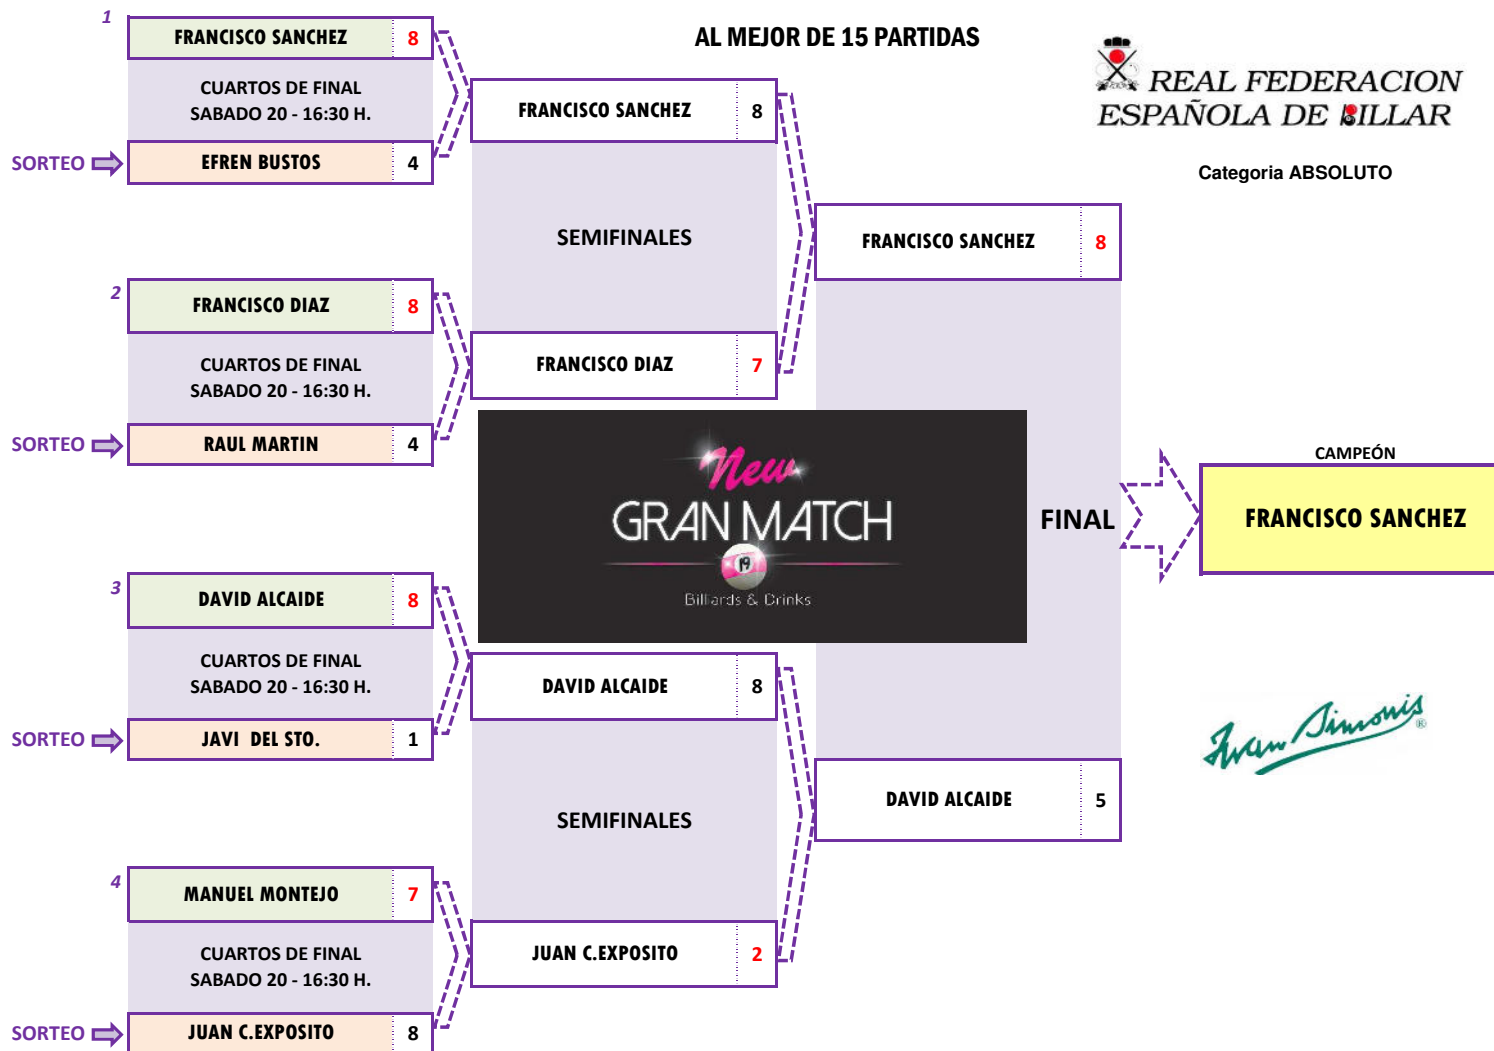 AL MEJOR DE 15 PARTIDAS
REAL FEDERACION
ESPAÑOLA DE BILLAR
Categoria ABSOLUTO
1
FRANCISCO SANCHEZ 8
CUARTOS DE FINAL
SABADO 20 - 16:30 H.
SORTEO EFREN BUSTOS 4
2
FRANCISCO DIAZ 8
CUARTOS DE FINAL
SABADO 20 - 16:30 H.
SORTEO RAUL MARTIN 4
3
DAVID ALCAIDE 8
CUARTOS DE FINAL
SABADO 20 - 16:30 H.
SORTEO JAVI DEL STO. 1
4
MANUEL MONTEJO 7
CUARTOS DE FINAL
SABADO 20 - 16:30 H.
SORTEO JUAN C.EXPOSITO 8
FRANCISCO SANCHEZ 8
SEMIFINALES
FRANCISCO DIAZ 7
New
GRAN MATCH
19
Billiards & Drinks
DAVID ALCAIDE 8
SEMIFINALES
JUAN C.EXPOSITO 2
FRANCISCO SANCHEZ 8
FINAL
DAVID ALCAIDE 5
CAMPEÓN
FRANCISCO SANCHEZ
Iwan Simonis ®